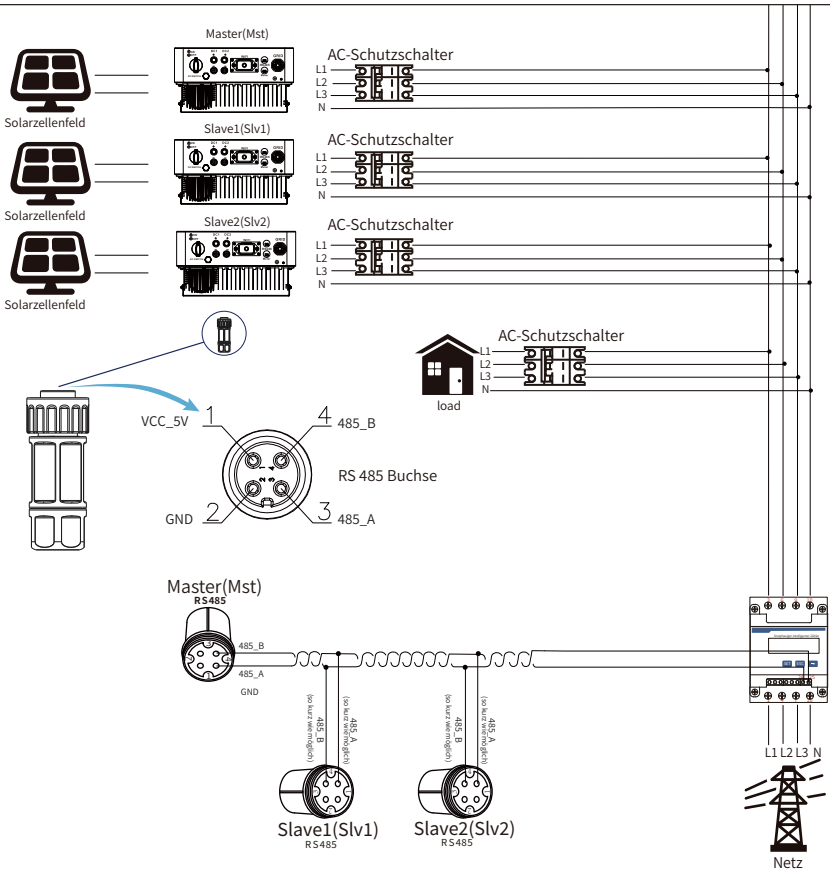 Master(Mst)
AC-Schutzschalter
L1
L2
L3
N
Solarzellenfeld
Slave1(Slv1)
AC-Schutzschalter
L1
L2
L3
N
Solarzellenfeld
Slave2(Slv2)
AC-Schutzschalter
L1
L2
L3
N
Solarzellenfeld
AC-Schutzschalter
L1
L2
L3
N
load
VCC_5V 1
4 485_B
1 4
2 3
RS 485 Buchse
GND 2
3 485_A
Master(Mst)
RS485
485_B
485_A
GND
485_B
(so kurz wie möglich)
485_A
(so kurz wie möglich)
485_B
(so kurz wie möglich)
485_A
(so kurz wie möglich)
Slave1(Slv1)
RS485
Slave2(Slv2)
RS485
L1 L2 L3 N
Netz